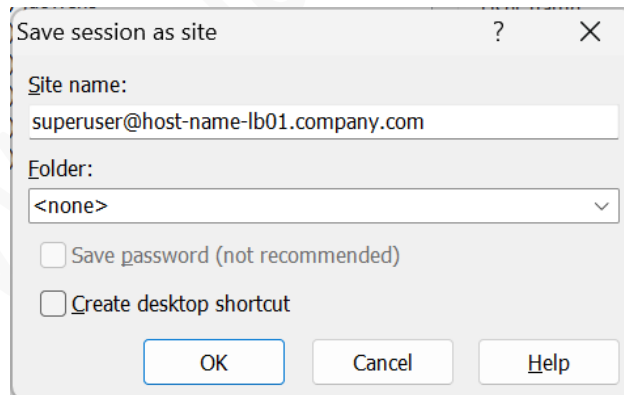 Save session as site ? X
Site name:
superuser@host-name-lb01.company.com
Folder:
<none>
Save password (not recommended)
Create desktop shortcut
OK Cancel Help